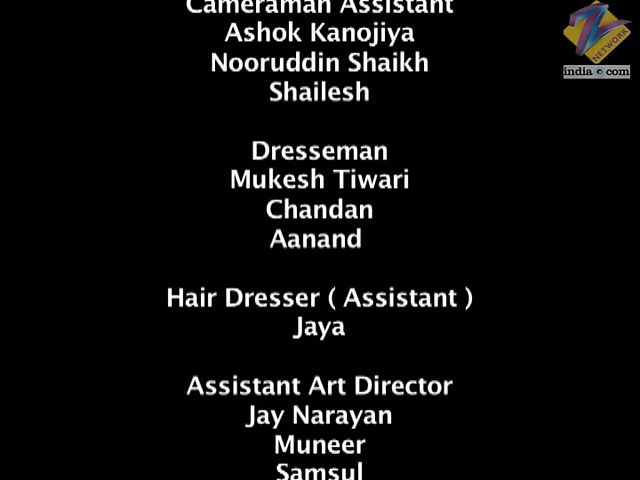 Cameraman Assistant
Ashok Kanojiya
Nooruddin Shaikh
Shailesh
Dresseman
Mukesh Tiwari
Chandan
Aanand
Hair Dresser ( Assistant )
Jaya
Assistant Art Director
Jay Narayan
Muneer
Samsul
Z NETWORK
india com